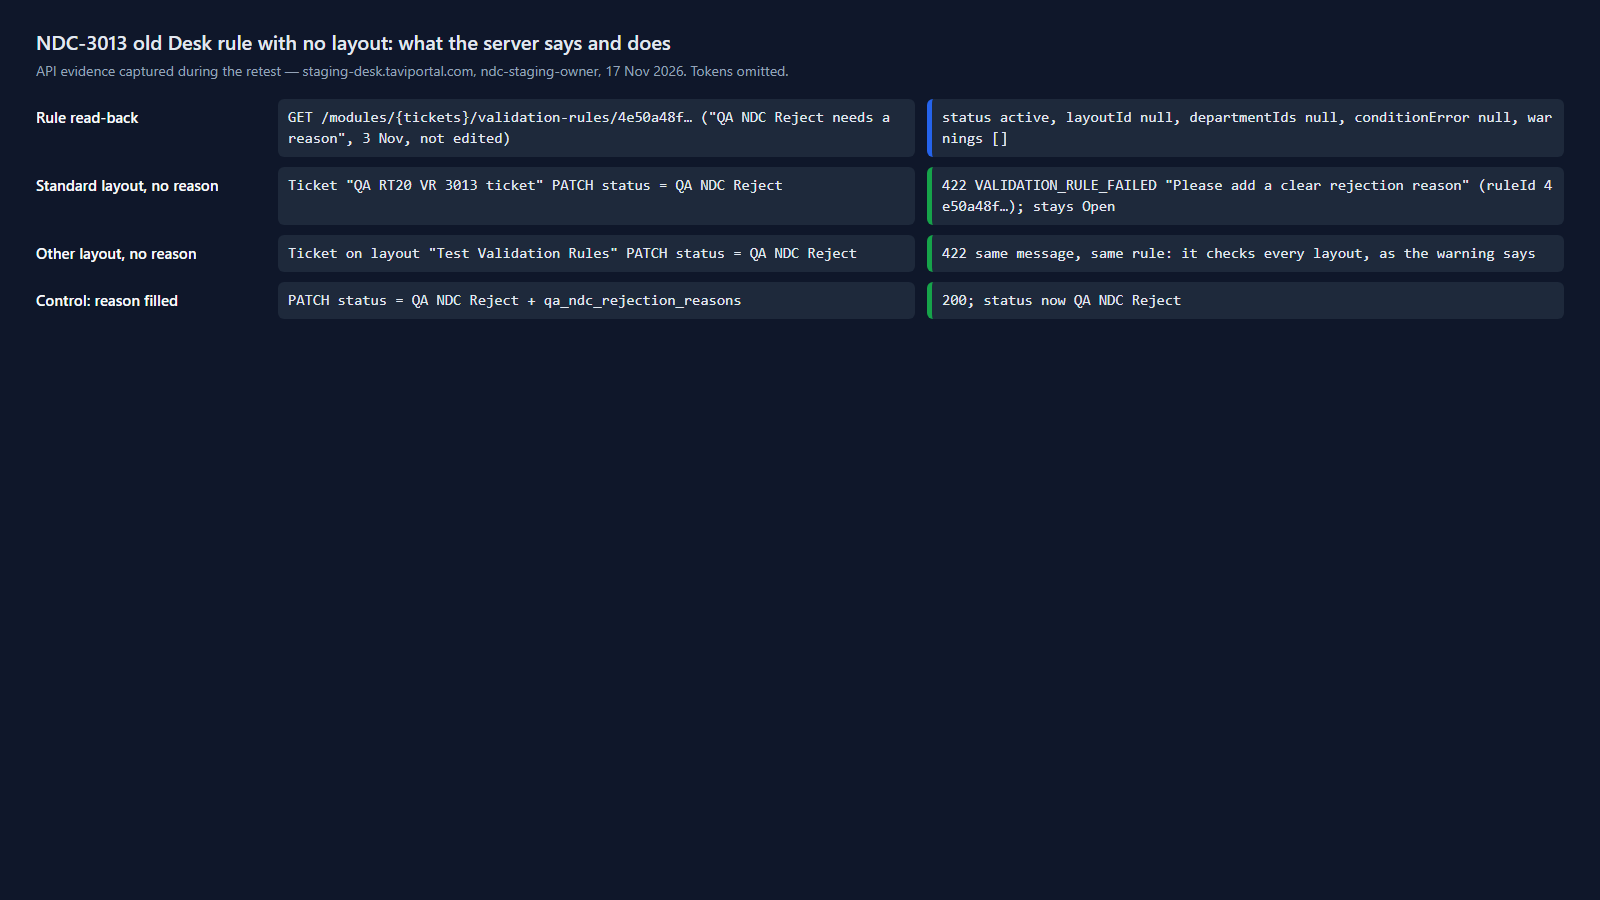 NDC-3013 old Desk rule with no layout: what the server says and does
API evidence captured during the retest — staging-desk.taviportal.com, ndc-staging-owner, 17 Nov 2026. Tokens omitted.
Rule read-back
GET /modules/{tickets}/validation-rules/4e50a48f… ("QA NDC Reject needs a
reason", 3 Nov, not edited)
status active, layoutId null, departmentIds null, conditionError null, war
nings []
Standard layout, no reason
Ticket "QA RT20 VR 3013 ticket" PATCH status = QA NDC Reject
422 VALIDATION_RULE_FAILED "Please add a clear rejection reason" (ruleId 4
e50a48f…); stays Open
Other layout, no reason
Ticket on layout "Test Validation Rules" PATCH status = QA NDC Reject
422 same message, same rule: it checks every layout, as the warning says
Control: reason filled
PATCH status = QA NDC Reject + qa_ndc_rejection_reasons
200; status now QA NDC Reject